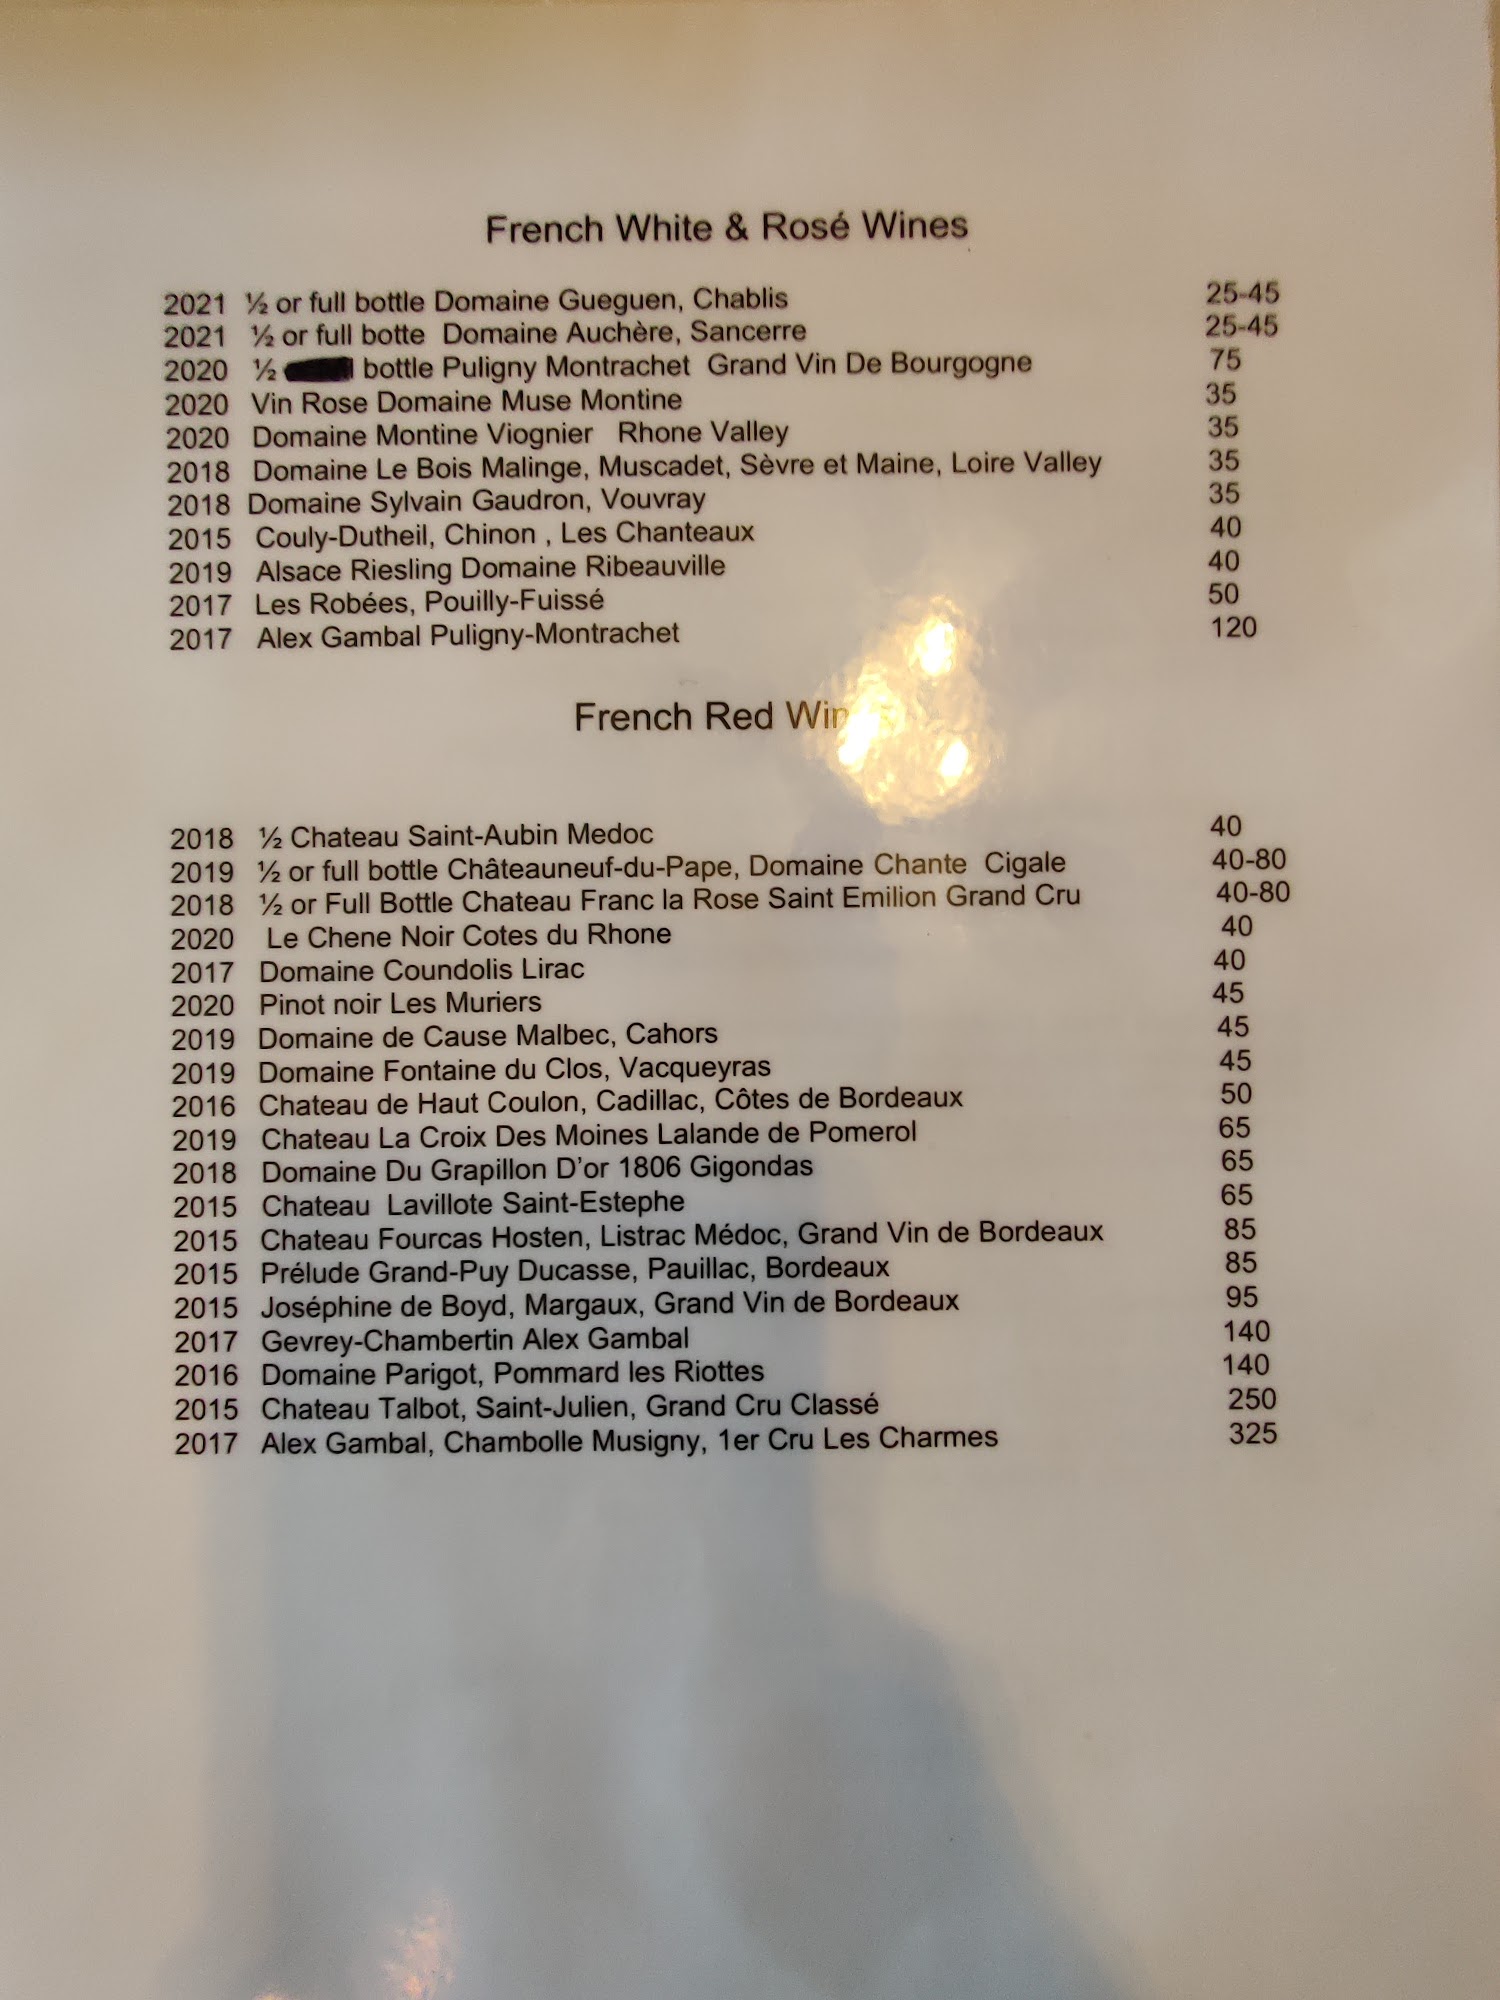 French White & Rosé Wines
2021 ½ or full bottle Domaine Gueguen, Chablis 25-45
2021 ½ or full botte Domaine Auchère, Sancerre 25-45
2020 ½ bottle Puligny Montrachet Grand Vin De Bourgogne 75
2020 Vin Rose Domaine Muse Montine 35
2020 Domaine Montine Viognier Rhone Valley 35
2018 Domaine Le Bois Malinge, Muscadet, Sèvre et Maine, Loire Valley 35
2018 Domaine Sylvain Gaudron, Vouvray 35
2015 Couly-Dutheil, Chinon , Les Chanteaux 40
2019 Alsace Riesling Domaine Ribeauville 40
2017 Les Robées, Pouilly-Fuissé 50
2017 Alex Gambal Puligny-Montrachet 120
French Red
2018 ½ Chateau Saint-Aubin Medoc 40
2019 ½ or full bottle Châteauneuf-du-Pape, Domaine Chante Cigale 40-80
2018 ½ or Full Bottle Chateau Franc la Rose Saint Emilion Grand Cru 40-80
2020 Le Chene Noir Cotes du Rhone 40
2017 Domaine Coundolis Lirac 40
2020 Pinot noir Les Muriers 45
2019 Domaine de Cause Malbec, Cahors 45
2019 Domaine Fontaine du Clos, Vacqueyras 45
2016 Chateau de Haut Coulon, Cadillac, Côtes de Bordeaux 50
2019 Chateau La Croix Des Moines Lalande de Pomerol 65
2018 Domaine Du Grapillon D'or 1806 Gigondas 65
2015 Chateau Lavillote Saint-Estephe 65
2015 Chateau Fourcas Hosten, Listrac Médoc, Grand Vin de Bordeaux 85
2015 Prélude Grand-Puy Ducasse, Pauillac, Bordeaux 85
2015 Joséphine de Boyd, Margaux, Grand Vin de Bordeaux 95
2017 Gevrey-Chambertin Alex Gambal 140
2016 Domaine Parigot, Pommard les Riottes 140
2015 Chateau Talbot, Saint-Julien, Grand Cru Classé 250
2017 Alex Gambal, Chambolle Musigny, 1er Cru Les Charmes 325